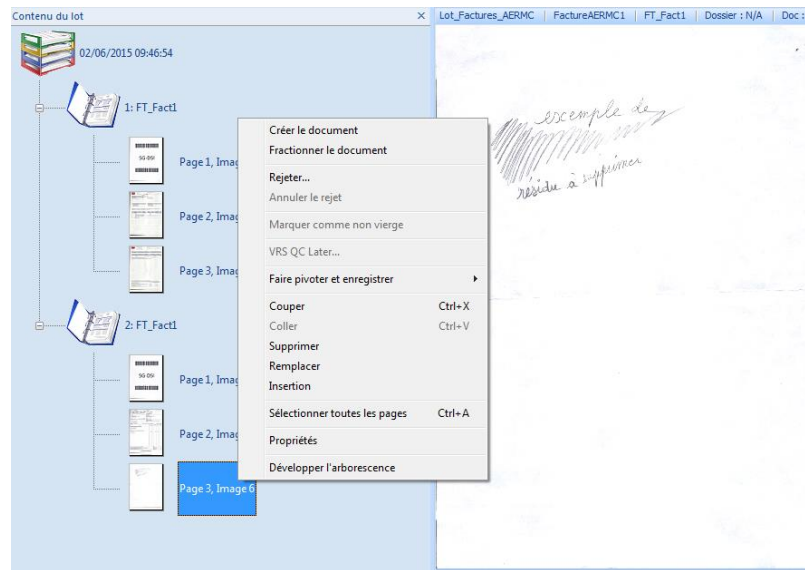 Contenu du lot ×
Lot_Factures_AERMC | FactureAERMC1 | FT_Fact1 | Dossier : N/A | Doc :
02/06/2015 09:46:54
1: FT_Fact1
SG-DSI
Page 1, Imag
Page 2, Imag
Page 3, Imag
2: FT_Fact1
SG-DSI
Page 1, Imag
Page 2, Imag
Page 3, Image 6
Créer le document
Fractionner le document
Rejeter...
Annuler le rejet
Marquer comme non vierge
VRS QC Later...
Faire pivoter et enregistrer
Couper Ctrl+X
Coller Ctrl+V
Supprimer
Remplacer
Insertion
Sélectionner toutes les pages Ctrl+A
Propriétés
Développer l'arborescence
exemple de
résidu à supprimer